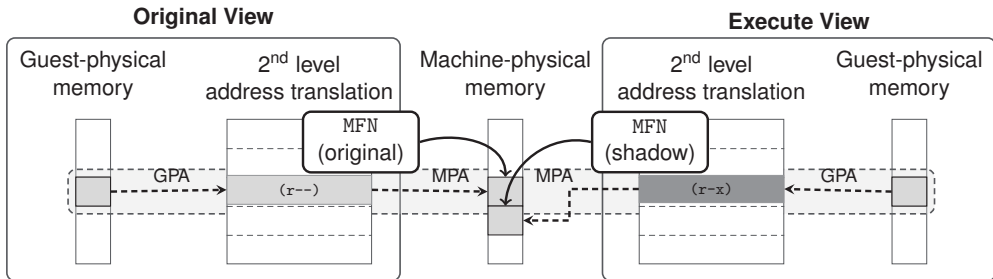 Original View
Execute View
Guest-physical
memory
2nd level
address translation
Machine-physical
memory
2nd level
address translation
Guest-physical
memory
MFN
(original)
MFN
(shadow)
GPA
(r--)
MPA
MPA
(r-x)
GPA